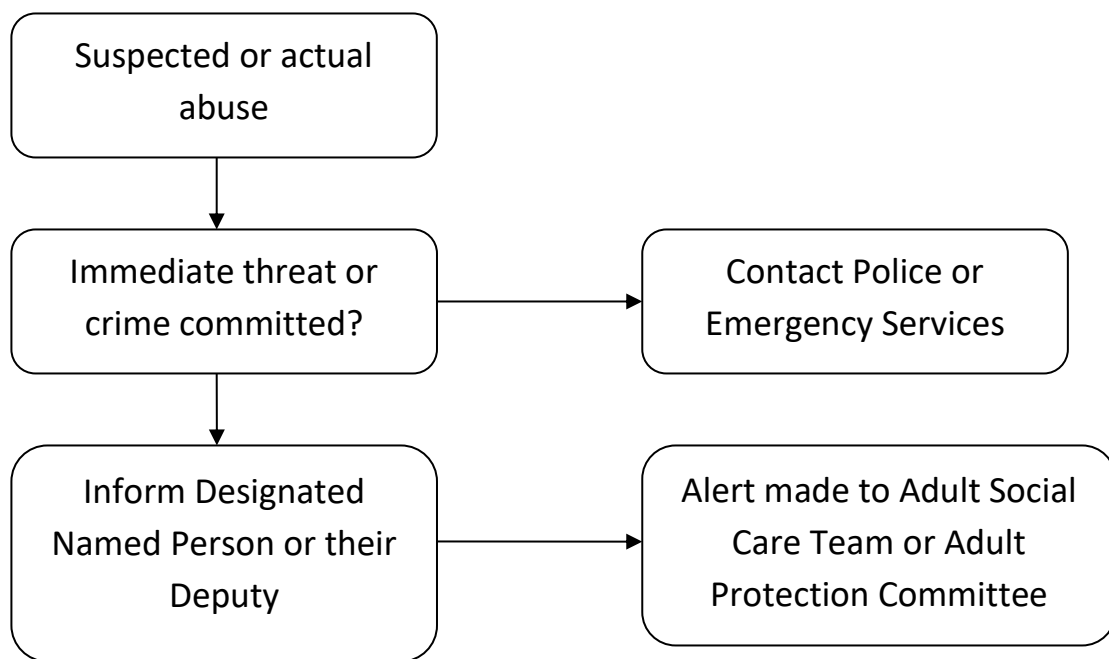 Suspected or actual
abuse
Immediate threat or
crime committed?
Contact Police or
Emergency Services
Inform Designated
Named Person or their
Deputy
Alert made to Adult Social
Care Team or Adult
Protection Committee